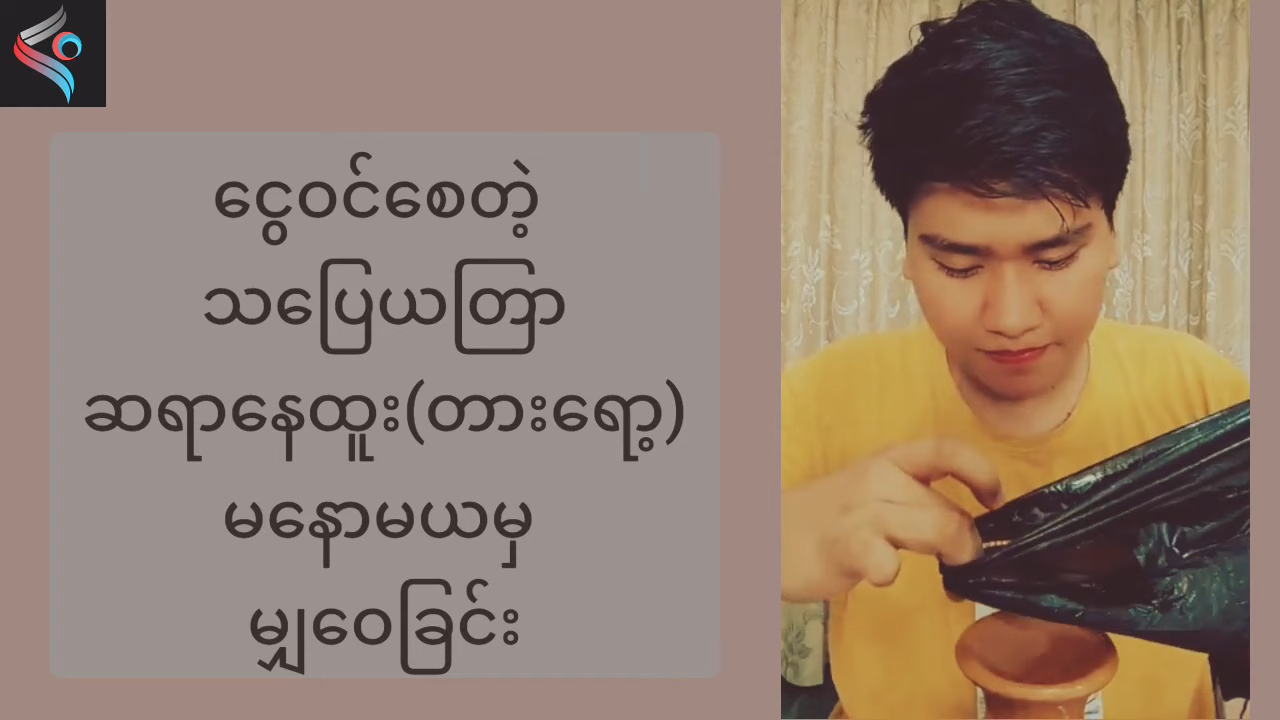 ငွေဝင်စေတဲ့
သပြေယတြာ
ဆရာနေထူး(တားရော့)
မနောမယမှ
မျှဝေခြင်း